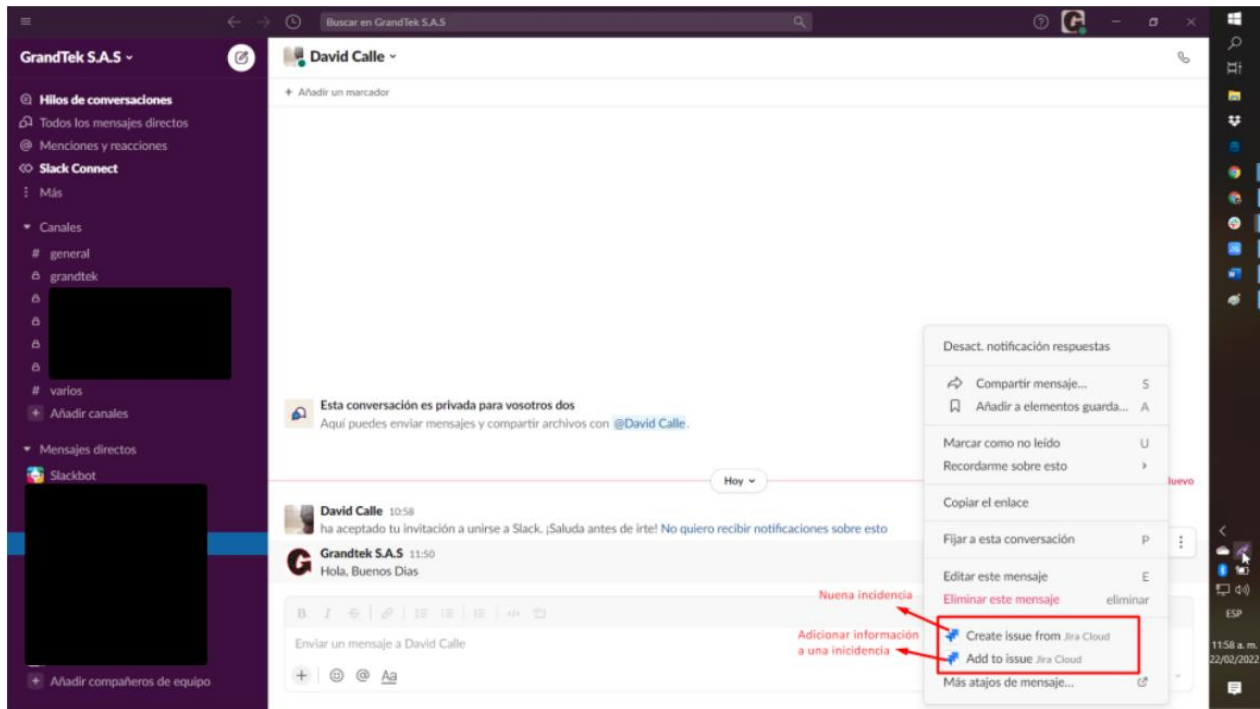 Buscar en GrandTek S.A.S
GrandTek S.A.S
Hilos de conversaciones
Todos los mensajes directos
Menciones y reacciones
Slack Connect
Más
Canales
# general
grandtek
# varios
+ Añadir canales
Mensajes directos
Slackbot
+ Añadir compañeros de equipo
David Calle
+ Añadir un marcador
Esta conversación es privada para vosotros dos
Aquí puedes enviar mensajes y compartir archivos con @David Calle.
Hoy
uevo
David Calle 10:58
ha aceptado tu invitación a unirse a Slack. ¡Saluda antes de irte! No quiero recibir notificaciones sobre esto
Grandtek S.A.S 11:50
Hola, Buenos Dias
B I S
Enviar un mensaje a David Calle
+ @ Aa
Desact. notificación respuestas
Compartir mensaje... S
Añadir a elementos guarda... A
Marcar como no leído U
Recordarme sobre esto
Copiar el enlace
Fijar a esta conversación P
Editar este mensaje E
Eliminar este mensaje eliminar
Create issue from Jira Cloud
Add to issue Jira Cloud
Más atajos de mensaje...
Nuena incidencia
Adicionar información
a una inicidencia
ESP
11:58 a. m.
22/02/2022